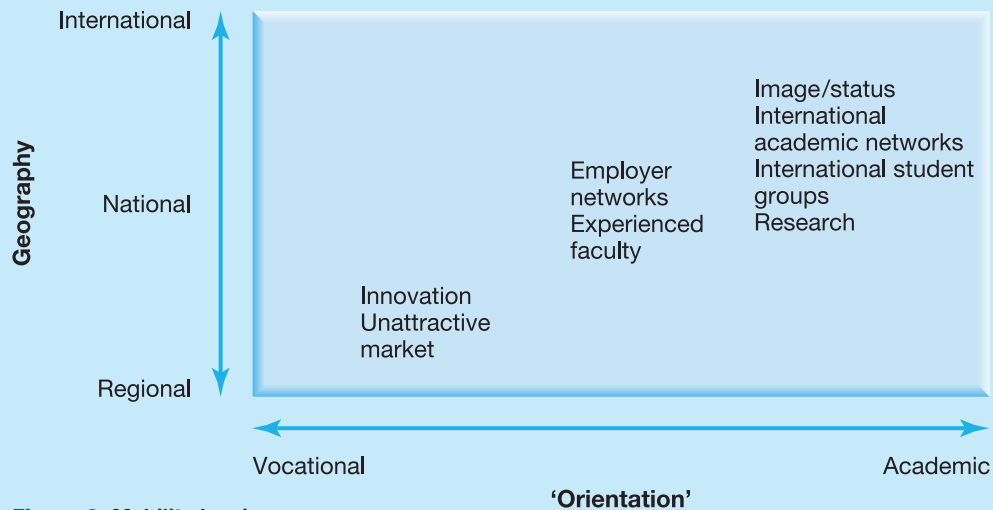 International
Geography
National
Regional
Image/status
International
academic networks
International student
groups
Research
Employer
networks
Experienced
faculty
Innovation
Unattractive
market
Vocational
Academic
‘Orientation’